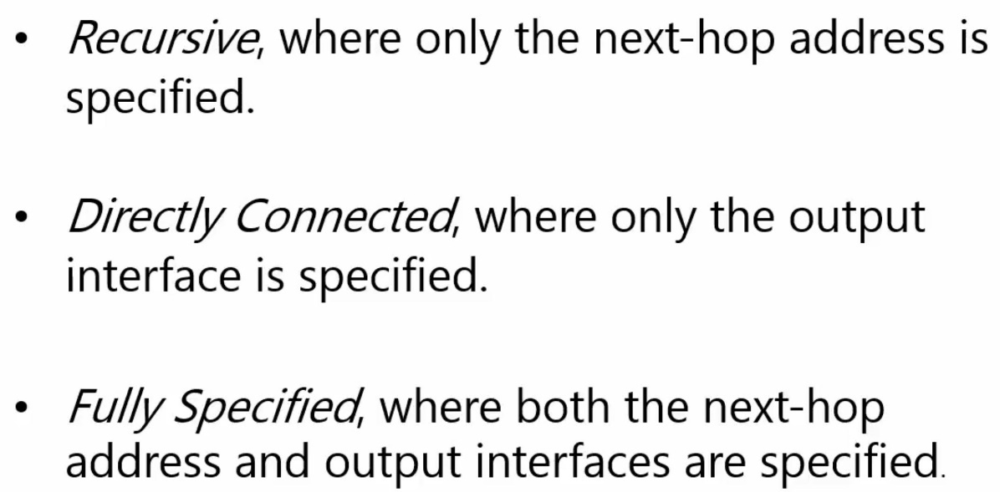 • Recursive, where only the next-hop address is
specified.
• Directly Connected, where only the output
interface is specified.
• Fully Specified, where both the next-hop
address and output interfaces are specified.